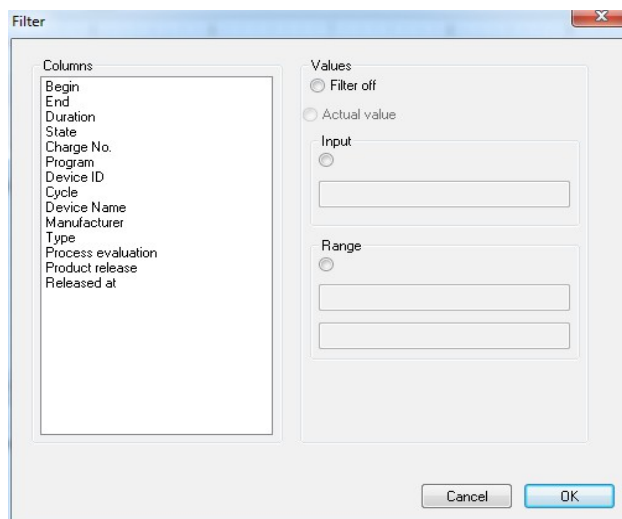 Filter
Columns
Begin
End
Duration
State
Charge No.
Program
Device ID
Cycle
Device Name
Manufacturer
Type
Process evaluation
Product release
Released at
Values
Filter off
Actual value
Input
Range
Cancel
OK